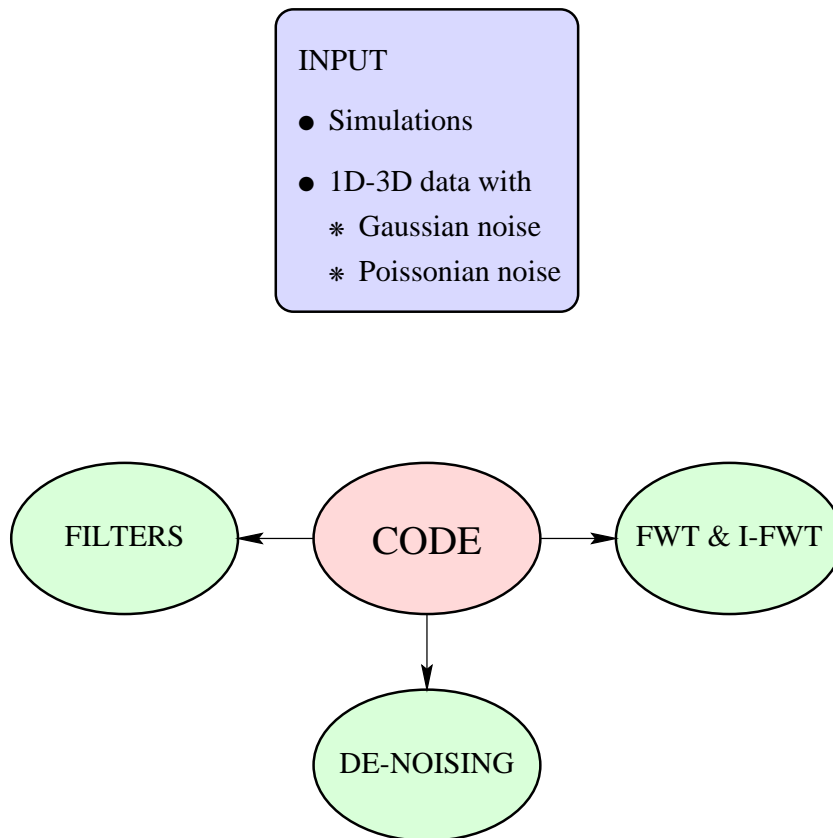 INPUT
● Simulations
● 1D-3D data with
⁕ Gaussian noise
⁕ Poissonian noise
FILTERS
CODE
FWT & I-FWT
DE-NOISING